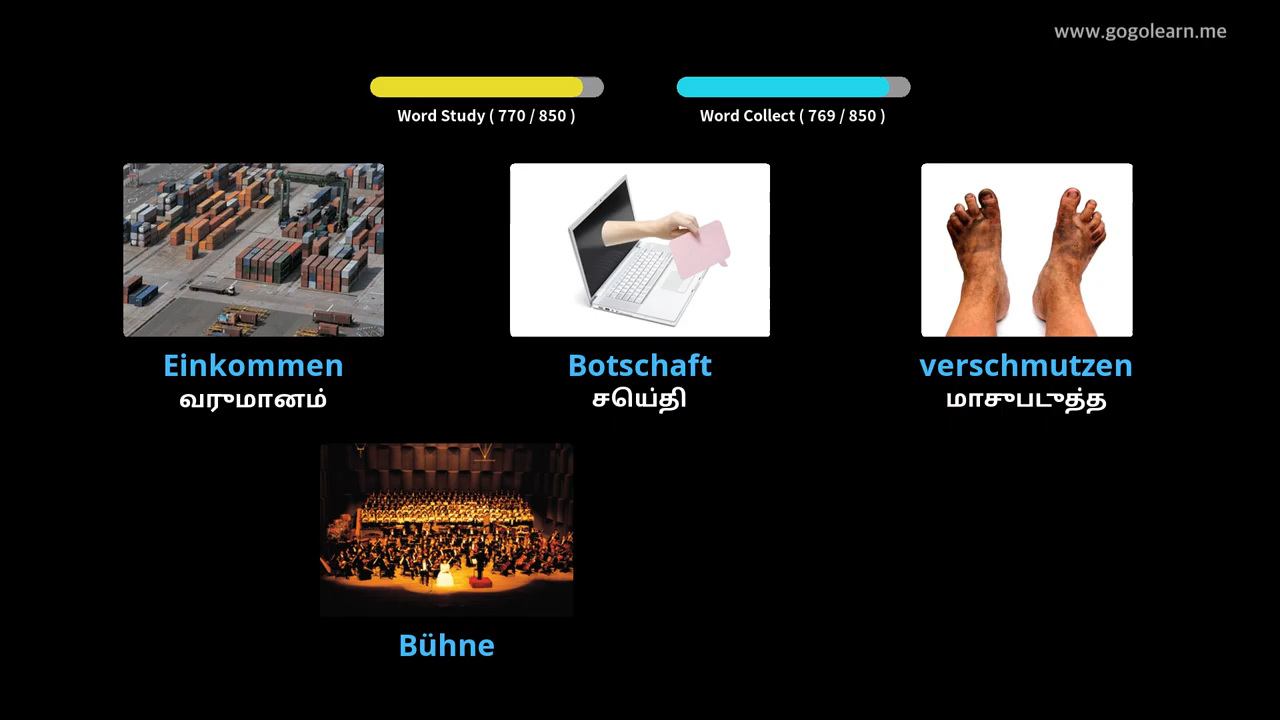 www.gogolearn.me
Word Study ( 770 / 850 )
Word Collect ( 769 / 850 )
Einkommen
வருமானம்
Botschaft
செய்தி
verschmutzen
மாசுபடுத்த
Bühne